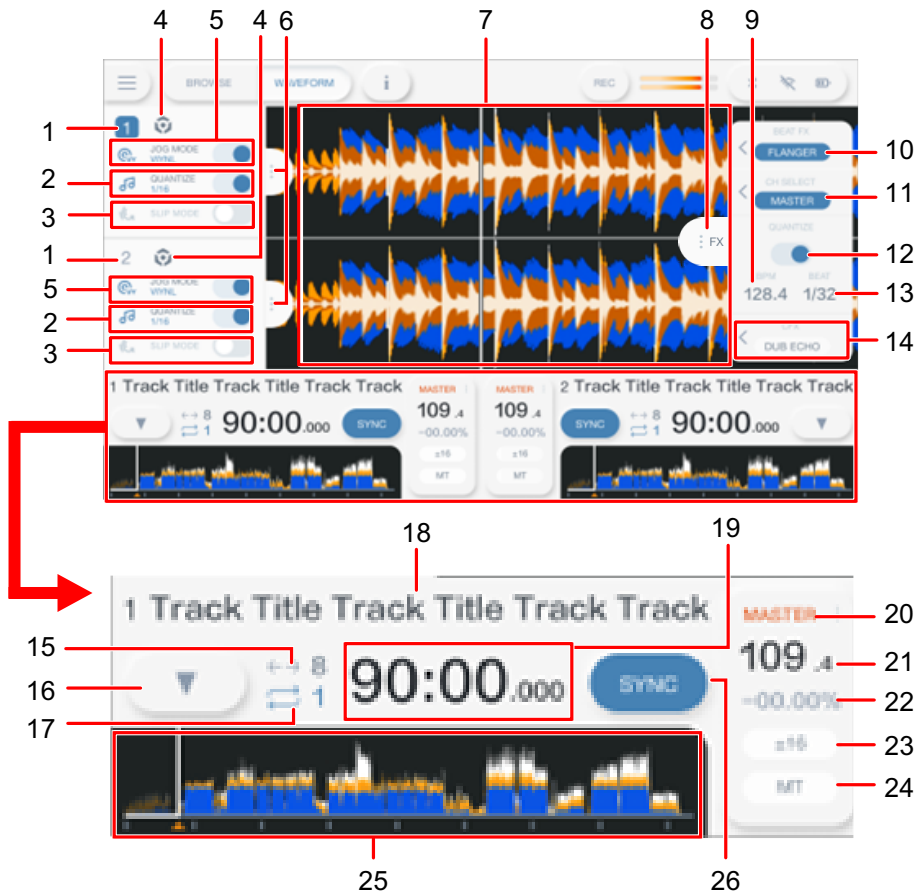 4 5 4 6 7 8 9
BROWSE WAVEFORM i REC
1 1
JOG MODE
VIYNL
2 QUANTIZE
1/16
3 SLIP MODE
1 2
5 JOG MODE
VIYNL
2 QUANTIZE
1/16
3 SLIP MODE
FX
BEAT FX
FLANGER 10
CH SELECT
MASTER 11
QUANTIZE
12
BPM BEAT
128.4 1/32 13
CFX
DUB ECHO 14
1 Track Title Track Title Track Track
8
1
90:00.000
SYNC
MASTER
109.4
-00.00%
±16
MT
MASTER
109.4
-00.00%
±16
MT
2 Track Title Track Title Track Track
SYNC
8
1
90:00.000
18 19
1 Track Title Track Title Track Track
MASTER 20
15 8
16
17 1
90:00.000
SYNC
109.4 21
-00.00% 22
±16 23
MT 24
25 26